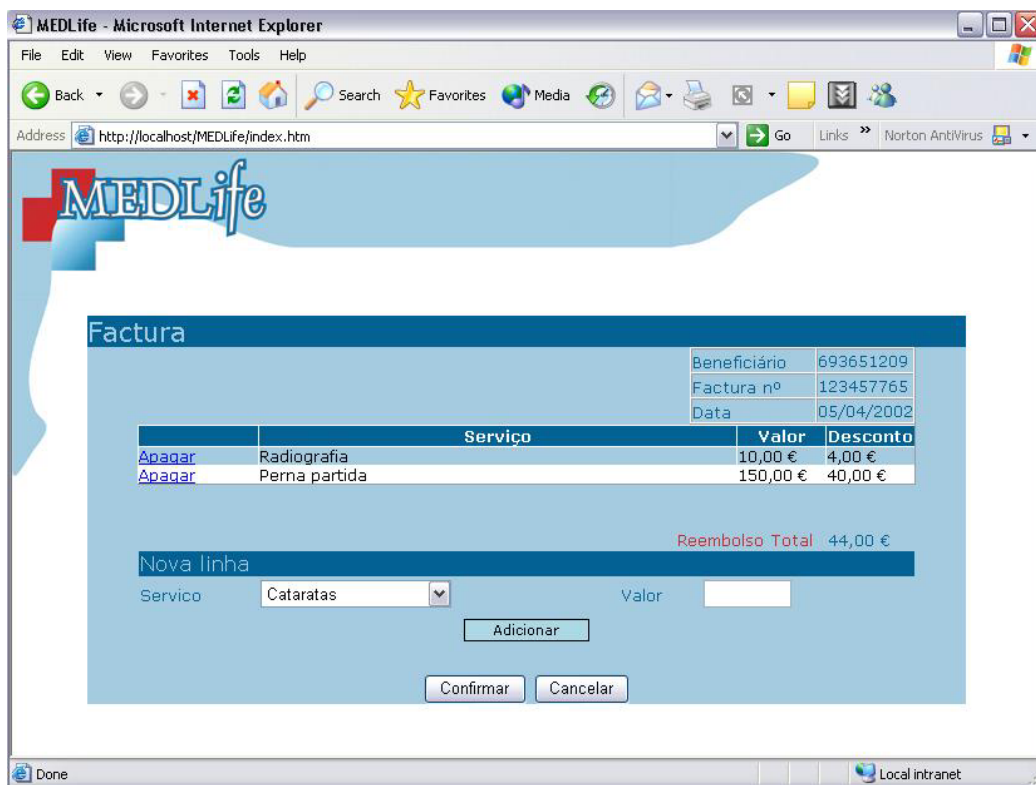 MEDLife - Microsoft Internet Explorer
File Edit View Favorites Tools Help
Back Search Favorites Media
Address http://localhost/MEDLife/index.htm Go Links » Norton AntiVirus
MEDLife
Factura
Beneficiário 693651209
Factura nº 123457765
Data 05/04/2002
Serviço Valor Desconto
Apagar Radiografia 10,00 € 4,00 €
Apagar Perna partida 150,00 € 40,00 €
Reembolso Total 44,00 €
Nova linha
Servico Cataratas Valor
Adicionar
Confirmar Cancelar
Done Local intranet